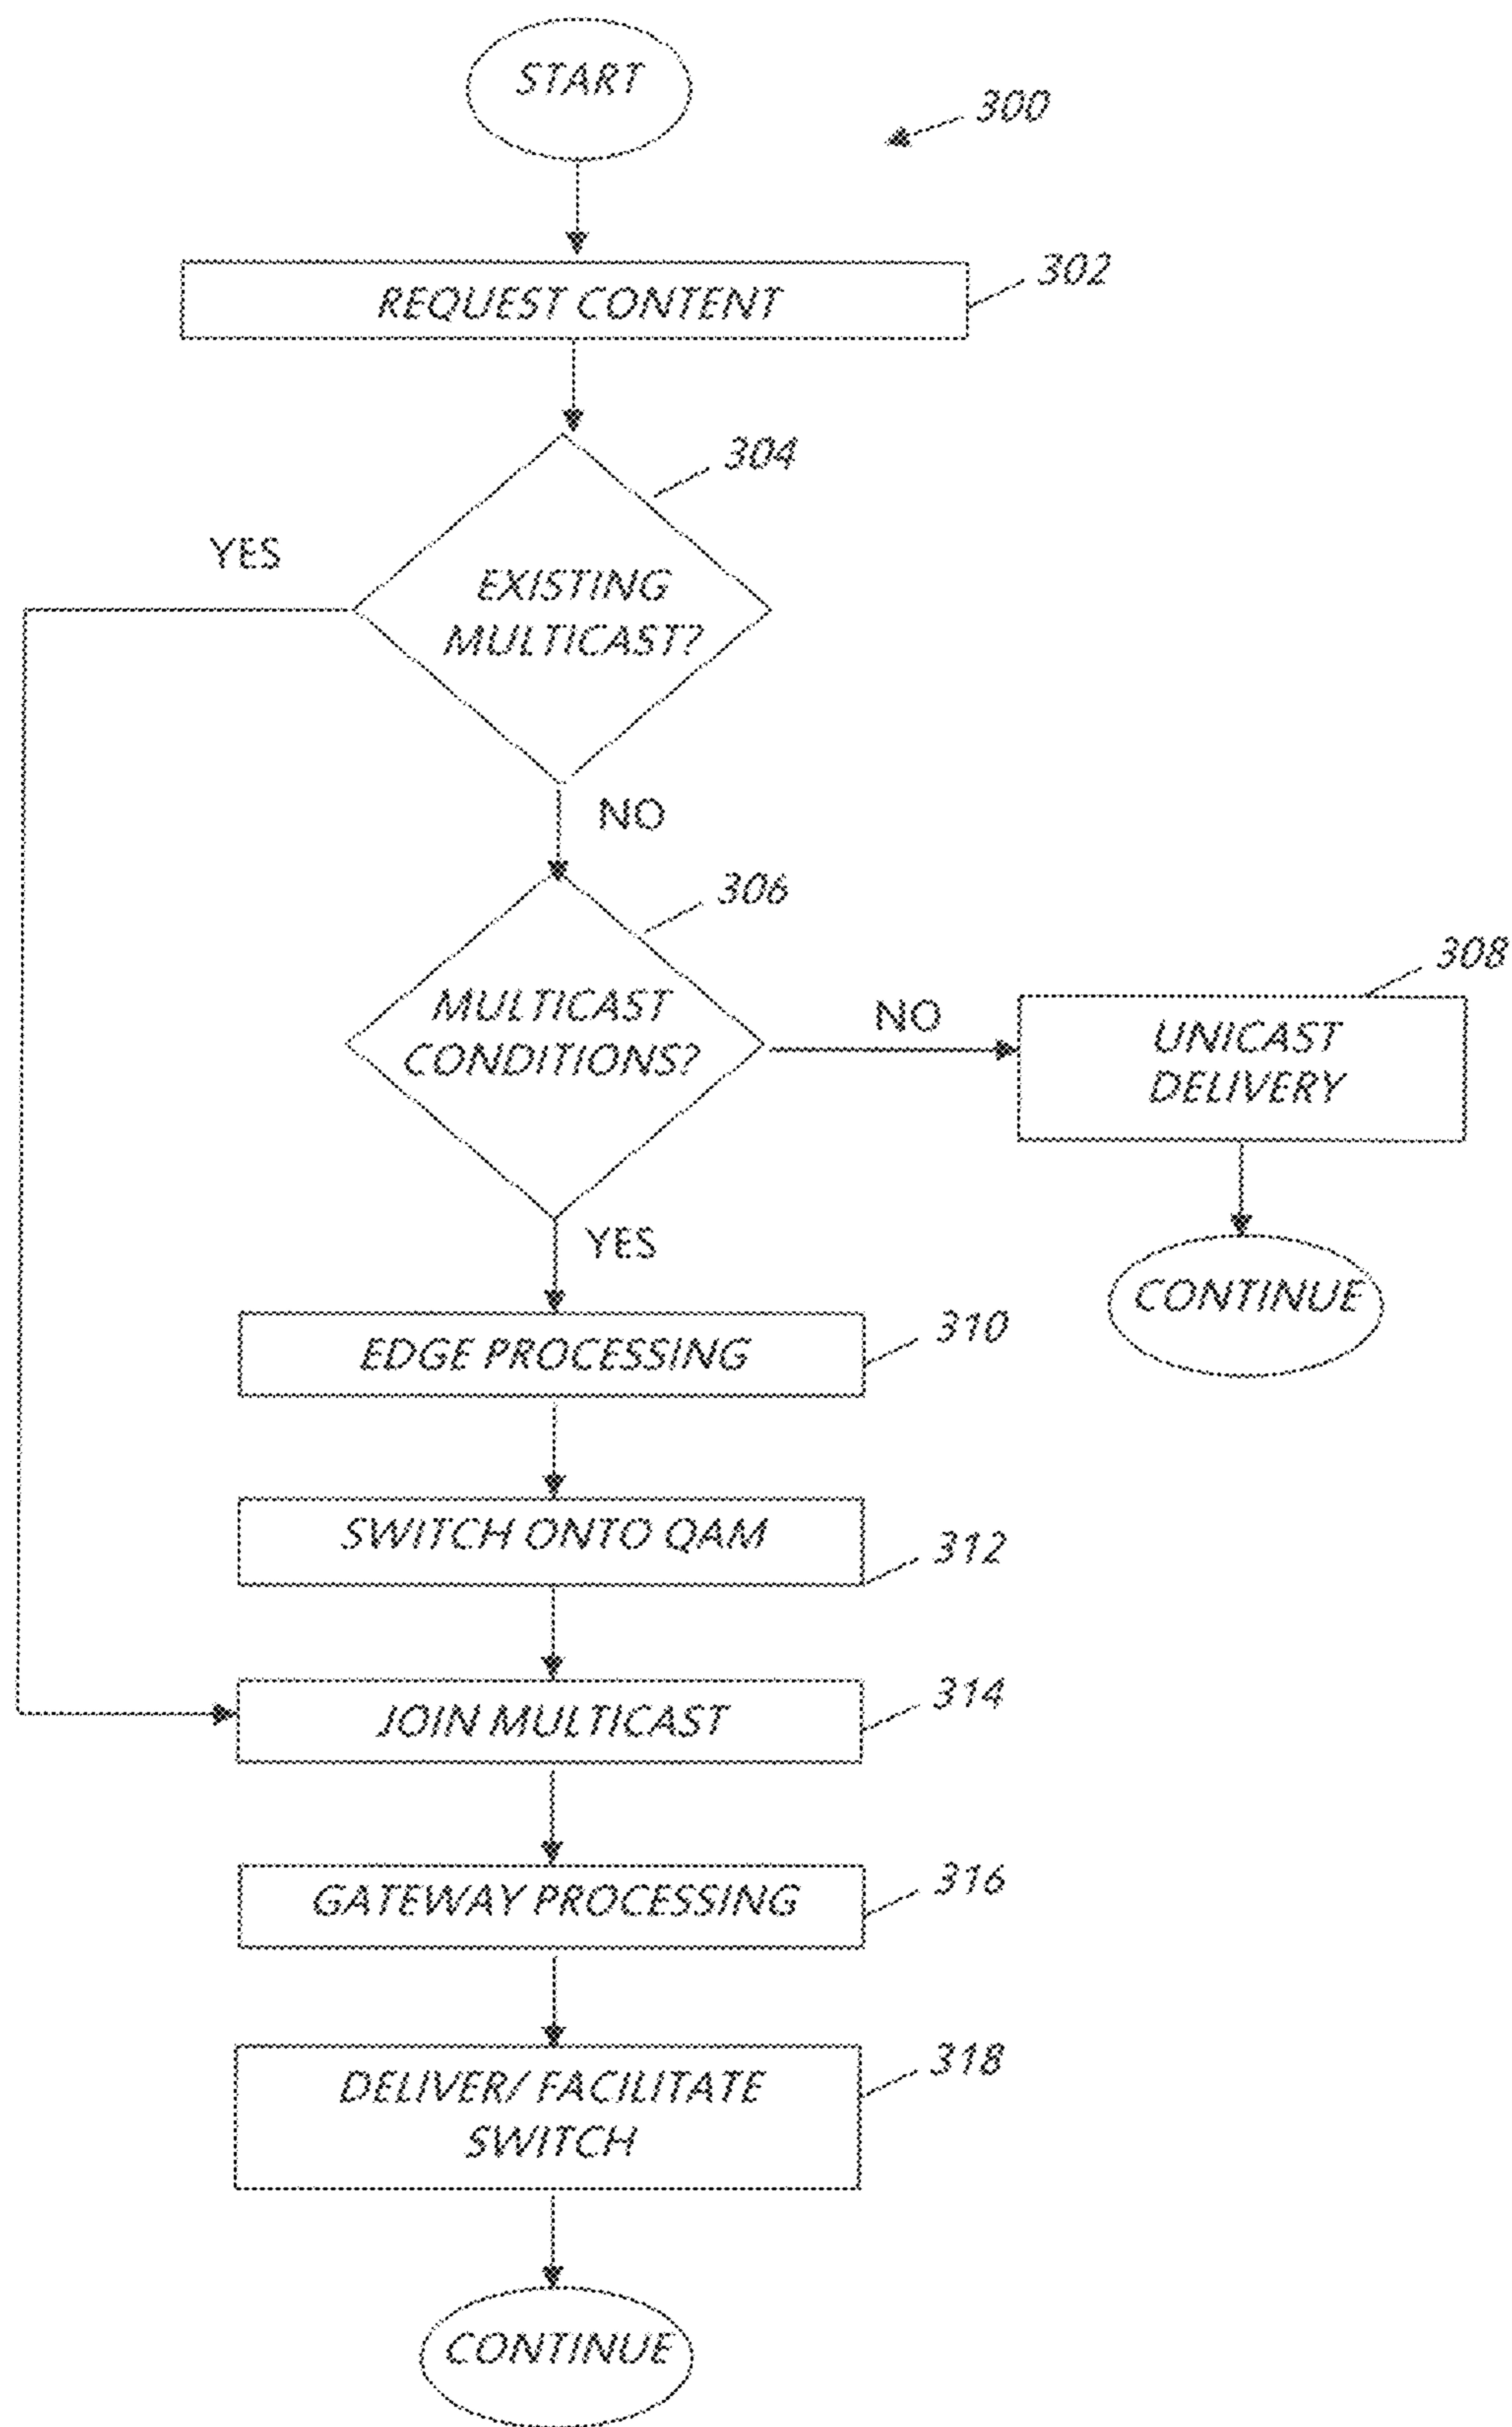 START
300
REQUEST CONTENT
302
304
YES
EXISTING
MULTICAST?
NO
306
MULTICAST
CONDITIONS?
NO
308
UNICAST
DELIVERY
YES
CONTINUE
EDGE PROCESSING
310
SWITCH ONTO QAM
312
JOIN MULTICAST
314
GATEWAY PROCESSING
316
DELIVER/ FACILITATE
SWITCH
318
CONTINUE